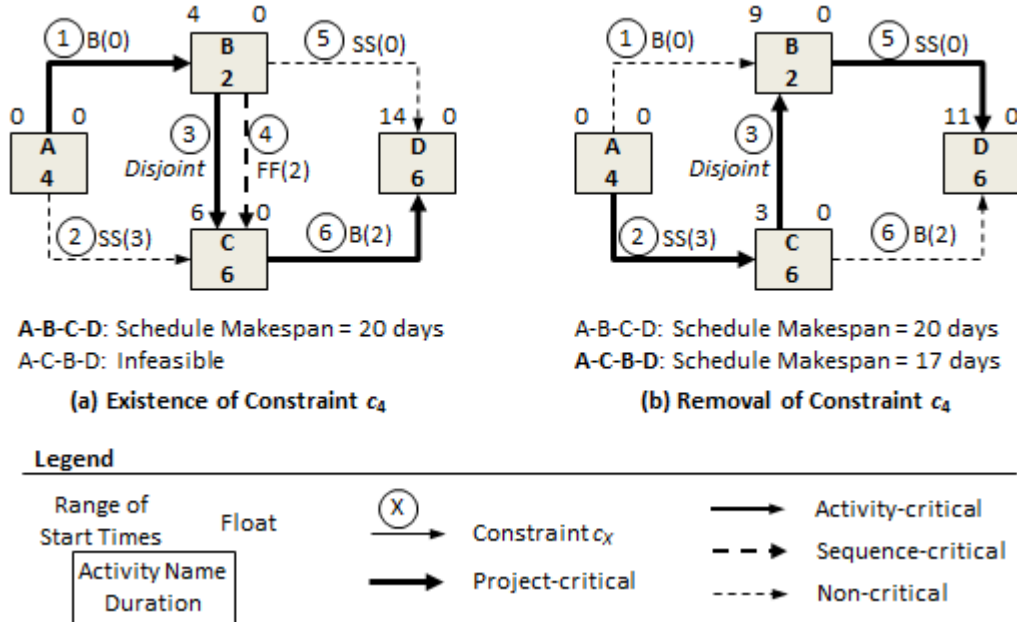 4 0
1 B(0)
B
2
5 SS(0)
0 0
A
4
3
Disjoint
4
FF(2)
14 0
D
6
2 SS(3)
6 0
C
6
6 B(2)
A-B-C-D: Schedule Makespan = 20 days
A-C-B-D: Infeasible
(a) Existence of Constraint c4
9 0
1 B(0)
B
2
5 SS(0)
0 0
A
4
3
Disjoint
11 0
D
6
2 SS(3)
3 0
C
6
6 B(2)
A-B-C-D: Schedule Makespan = 20 days
A-C-B-D: Schedule Makespan = 17 days
(b) Removal of Constraint c4
Legend
Range of
Start Times
Float
Activity Name
Duration
X
Constraint cX
Project-critical
Activity-critical
Sequence-critical
Non-critical